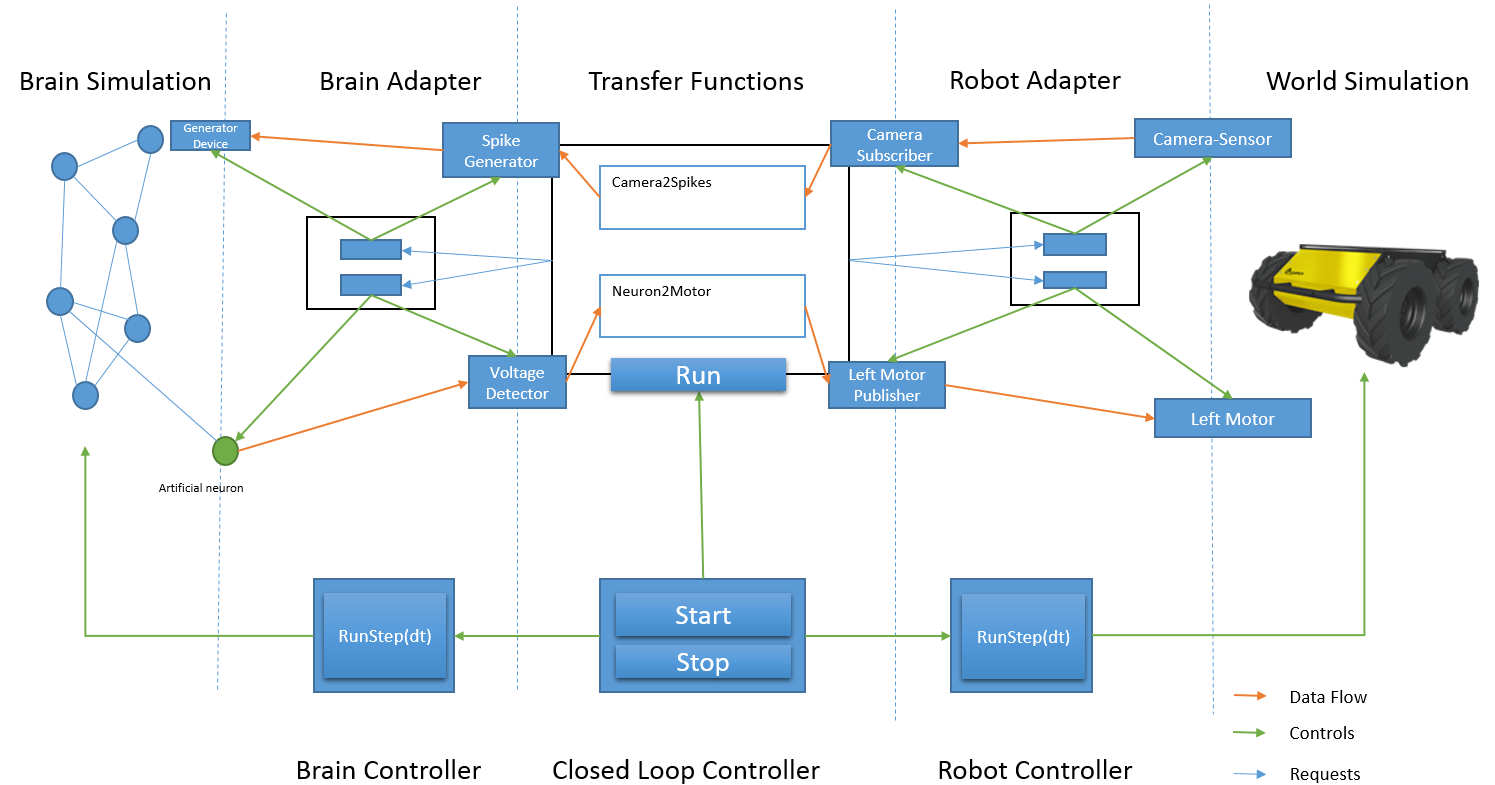 Brain Simulation
Brain Adapter
Transfer Functions
Robot Adapter
World Simulation
Generator
Device
Spike
Generator
Camera
Subscriber
Camera-Sensor
Camera2Spikes
Neuron2Motor
Voltage
Detector
Run
Left Motor
Publisher
Left Motor
Artificial neuron
RunStep(dt)
Start
Stop
RunStep(dt)
Data Flow
Controls
Requests
Brain Controller
Closed Loop Controller
Robot Controller